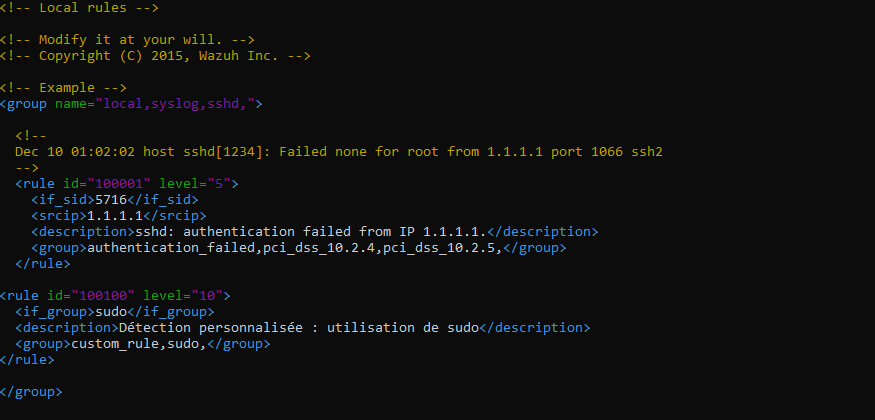 <!-- Local rules -->
<!-- Modify it at your will. -->
<!-- Copyright (C) 2015, Wazuh Inc. -->
<!-- Example -->
<group name="local,syslog,sshd,">
<!--
Dec 10 01:02:02 host sshd[1234]: Failed none for root from 1.1.1.1 port 1066 ssh2
-->
<rule id="100001" level="5">
<if_sid>5716</if_sid>
<srcip>1.1.1.1</srcip>
<description>sshd: authentication failed from IP 1.1.1.1.</description>
<group>authentication_failed,pci_dss_10.2.4,pci_dss_10.2.5,</group>
</rule>
<rule id="100100" level="10">
<if_group>sudo</if_group>
<description>Détection personnalisée : utilisation de sudo</description>
<group>custom_rule,sudo,</group>
</rule>
</group>